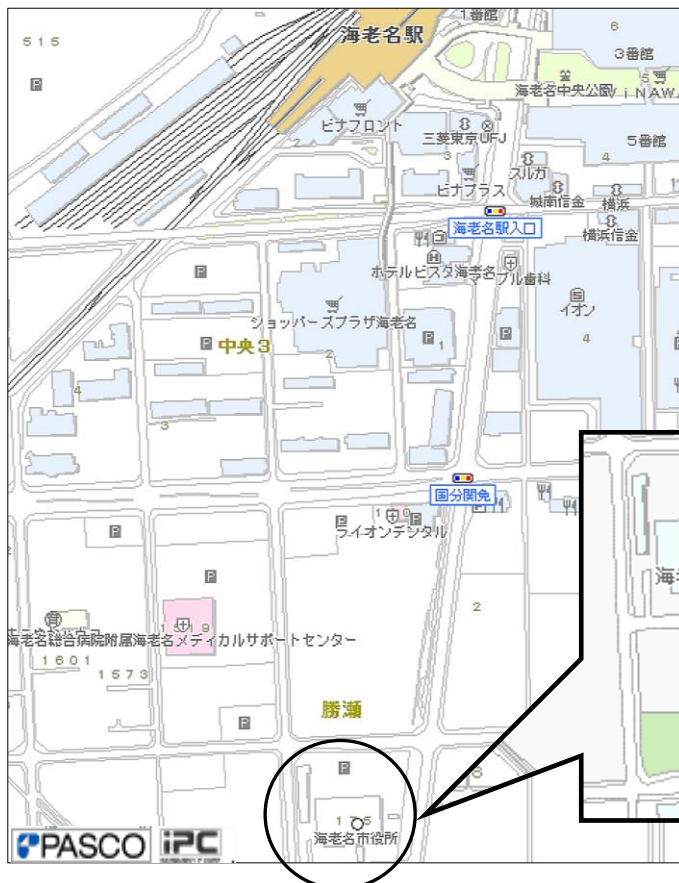 515
海老名駅
1番館
6
3番館
5
海老名中央公園
ViNAWA
ビナフロント
2
三菱東京UFJ
3
5番館
4
スルガ
ビナプラス
城南信金
横浜
海老名駅入口
横浜信金
ホテルビスタ海老名
マーブル歯科
イオン
4
ショッパーズプラザ海老名
中央3
2
1
4
3
国分開免
ライオンデンタル
2
海老名総合病院附属海老名メディカルサポートセンター
1519
1601
1573
勝瀬
175
海老名市役所
海
PASCO
iPC